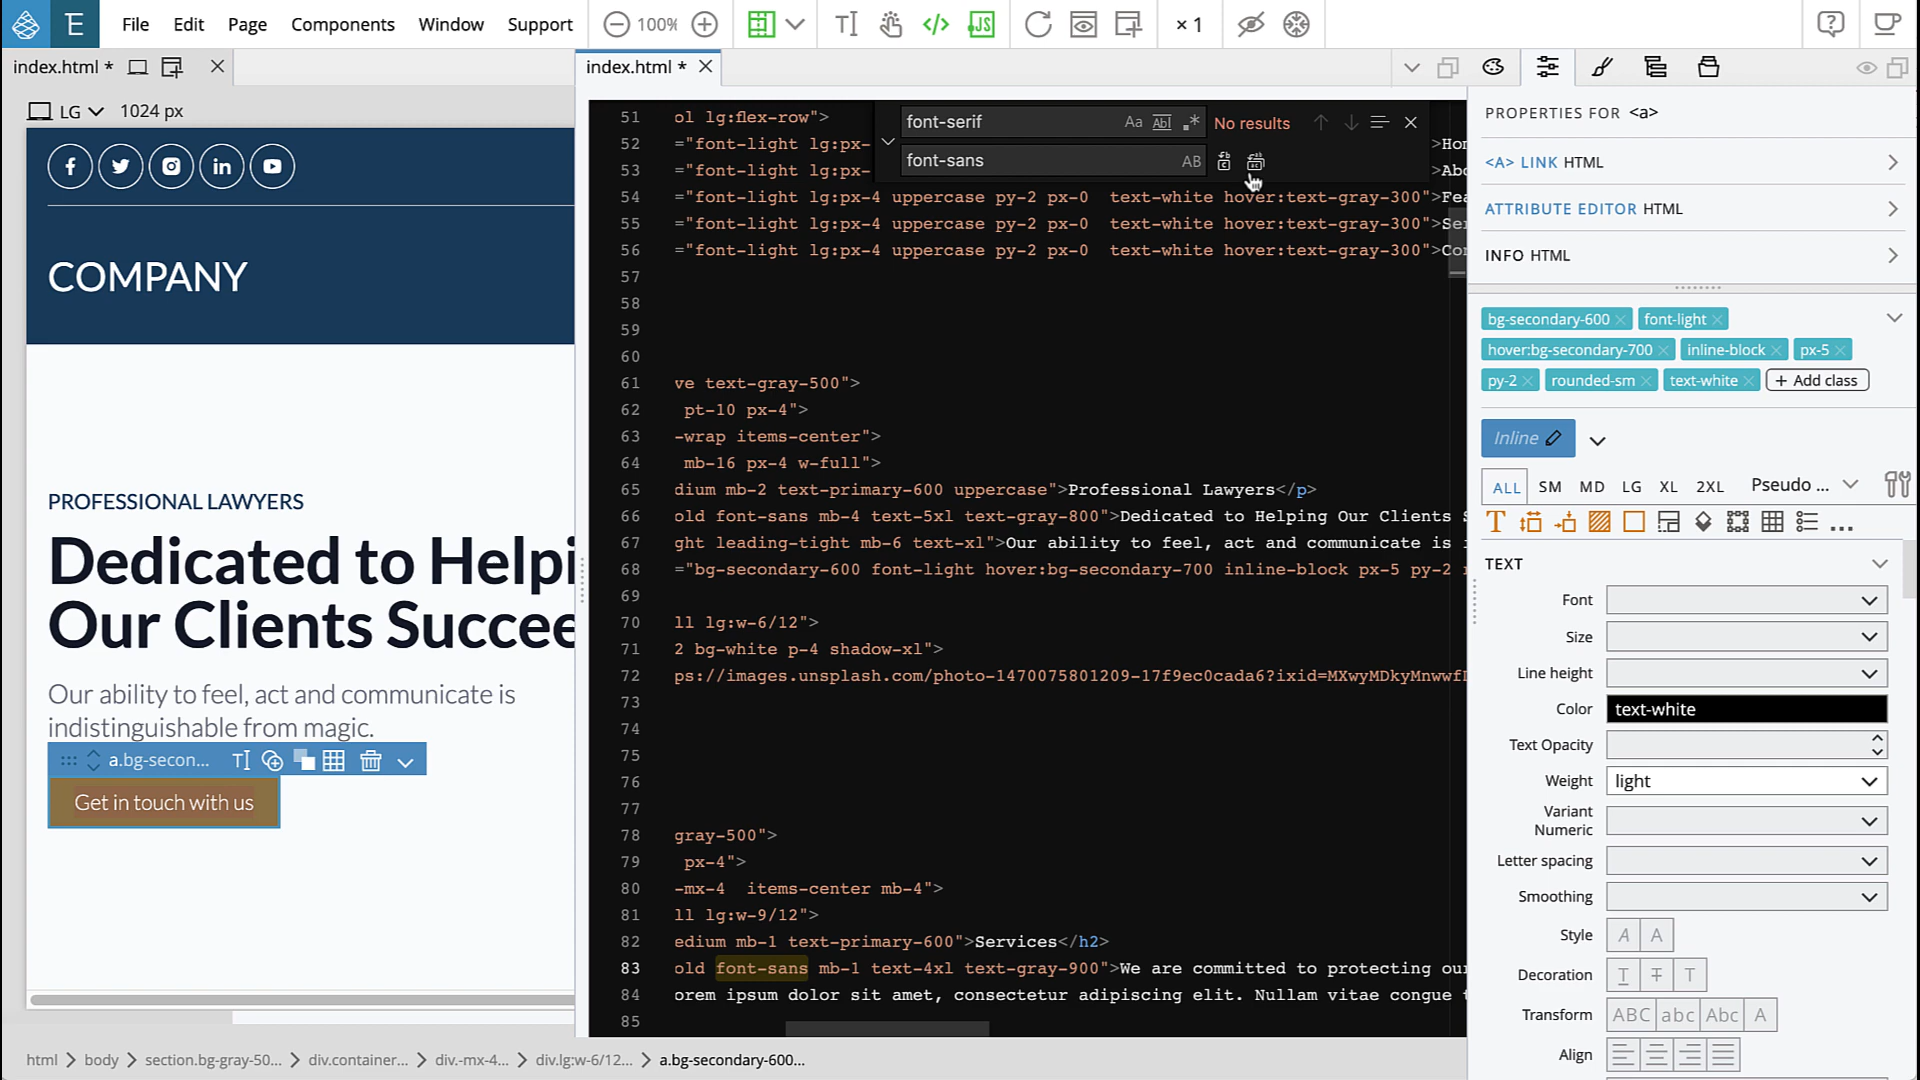 E File Edit Page Components Window Support 100% JS × 1
index.html *
index.html *
LG 1024 px
COMPANY
PROFESSIONAL LAWYERS
Dedicated to Helpi
Our Clients Succee
Our ability to feel, act and communicate is
indistinguishable from magic.
a.bg-secon...
Get in touch with us
font-serif Aa Abl .* No results
font-sans AB
51 ol lg:flex-row">
52 ="font-light lg:px- >Hom
53 ="font-light lg:px- >Abo
54 ="font-light lg:px-4 uppercase py-2 px-0 text-white hover:text-gray-300">Fea
55 ="font-light lg:px-4 uppercase py-2 px-0 text-white hover:text-gray-300">Ser
56 ="font-light lg:px-4 uppercase py-2 px-0 text-white hover:text-gray-300">Con
57
58
59
60
61 ve text-gray-500">
62 pt-10 px-4">
63 -wrap items-center">
64 mb-16 px-4 w-full">
65 dium mb-2 text-primary-600 uppercase">Professional Lawyers</p>
66 old font-sans mb-4 text-5xl text-gray-800">Dedicated to Helping Our Clients S
67 ght leading-tight mb-6 text-xl">Our ability to feel, act and communicate is i
68 ="bg-secondary-600 font-light hover:bg-secondary-700 inline-block px-5 py-2 r
69
70 ll lg:w-6/12">
71 2 bg-white p-4 shadow-xl">
72 ps://images.unsplash.com/photo-1470075801209-17f9ec0cada6?ixid=MXwyMDkyMnwwf
73
74
75
76
77
78 gray-500">
79 px-4">
80 -mx-4 items-center mb-4">
81 ll lg:w-9/12">
82 edium mb-1 text-primary-600">Services</h2>
83 old font-sans mb-1 text-4xl text-gray-900">We are committed to protecting our
84 orem ipsum dolor sit amet, consectetur adipiscing elit. Nullam vitae congue t
85
PROPERTIES FOR <a>
<A> LINK HTML
ATTRIBUTE EDITOR HTML
INFO HTML
bg-secondary-600 font-light
hover:bg-secondary-700 inline-block px-5
py-2 rounded-sm text-white + Add class
Inline
ALL SM MD LG XL 2XL Pseudo ...
TEXT
Font
Size
Line height
Color text-white
Text Opacity
Weight light
Variant
Numeric
Letter spacing
Smoothing
Style A A
Decoration T T T
Transform ABC abc Abc A
Align
html body section.bg-gray-50... div.container... div.-mx-4... div.lg:w-6/12... a.bg-secondary-600...